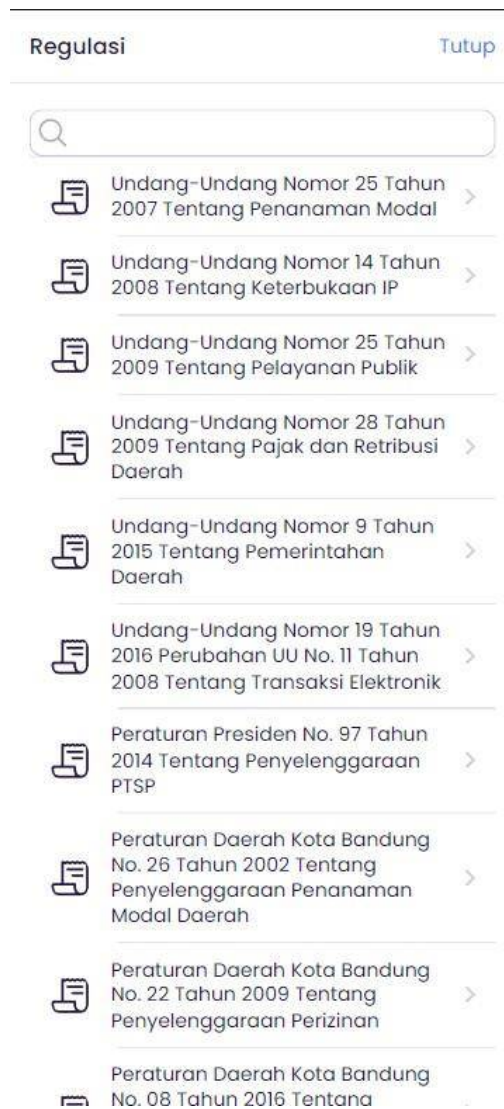 Regulasi
Tutup
Undang-Undang Nomor 25 Tahun
2007 Tentang Penanaman Modal
Undang-Undang Nomor 14 Tahun
2008 Tentang Keterbukaan IP
Undang-Undang Nomor 25 Tahun
2009 Tentang Pelayanan Publik
Undang-Undang Nomor 28 Tahun
2009 Tentang Pajak dan Retribusi
Daerah
Undang-Undang Nomor 9 Tahun
2015 Tentang Pemerintahan
Daerah
Undang-Undang Nomor 19 Tahun
2016 Perubahan UU No. 11 Tahun
2008 Tentang Transaksi Elektronik
Peraturan Presiden No. 97 Tahun
2014 Tentang Penyelenggaraan
PTSP
Peraturan Daerah Kota Bandung
No. 26 Tahun 2002 Tentang
Penyelenggaraan Penanaman
Modal Daerah
Peraturan Daerah Kota Bandung
No. 22 Tahun 2009 Tentang
Penyelenggaraan Perizinan
Peraturan Daerah Kota Bandung
No. 08 Tahun 2016 Tentang